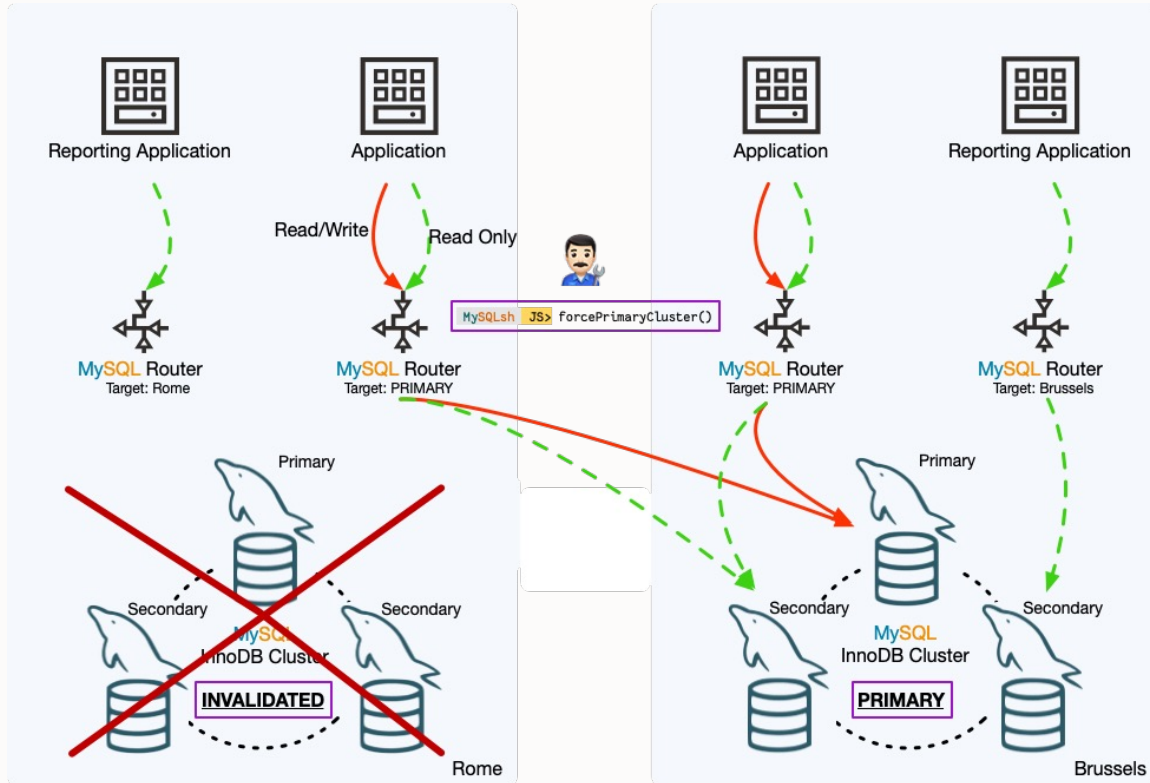 Reporting Application
Application
Application
Reporting Application
Read/Write
Read Only
MySQLsh JS> forcePrimaryCluster()
MySQL Router
Target: Rome
MySQL Router
Target: PRIMARY
MySQL Router
Target: PRIMARY
MySQL Router
Target: Brussels
Primary
Secondary
Secondary
MySQL
InnoDB Cluster
INVALIDATED
Rome
Primary
Secondary
Secondary
MySQL
InnoDB Cluster
PRIMARY
Brussels